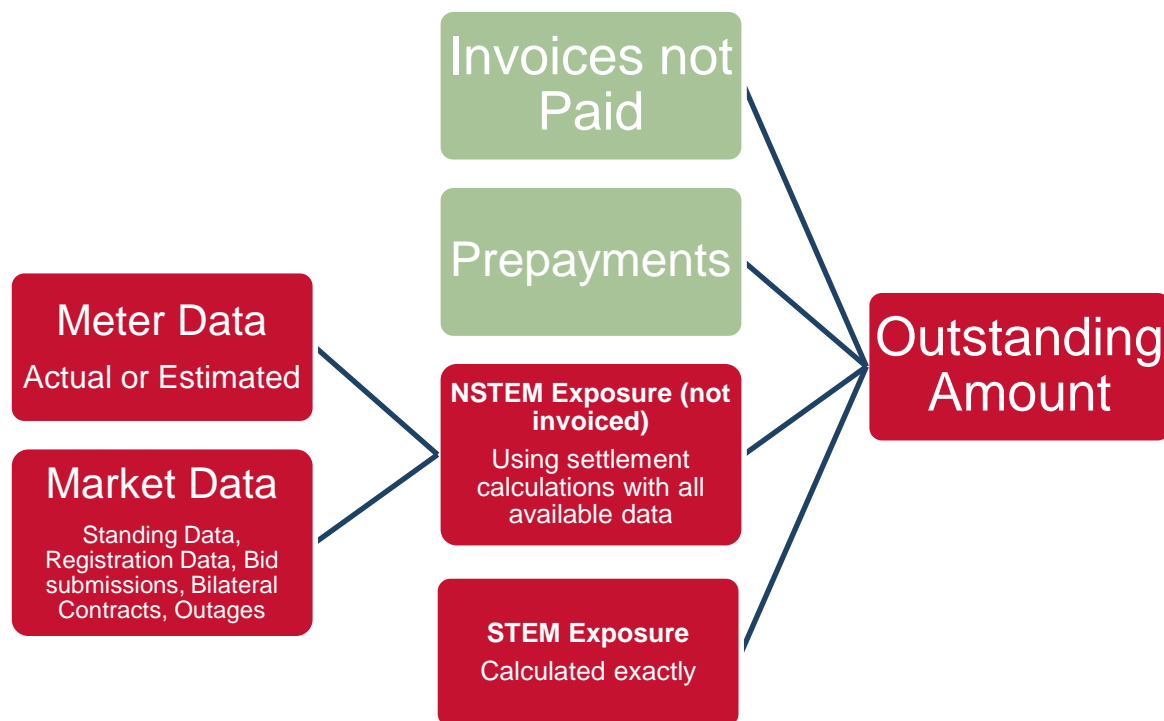 Invoices not
Paid
Prepayments
Meter Data
Actual or Estimated
Market Data
Standing Data,
Registration Data, Bid
submissions, Bilateral
Contracts, Outages
NSTEM Exposure (not
invoiced)
Using settlement
calculations with all
available data
STEM Exposure
Calculated exactly
Outstanding
Amount